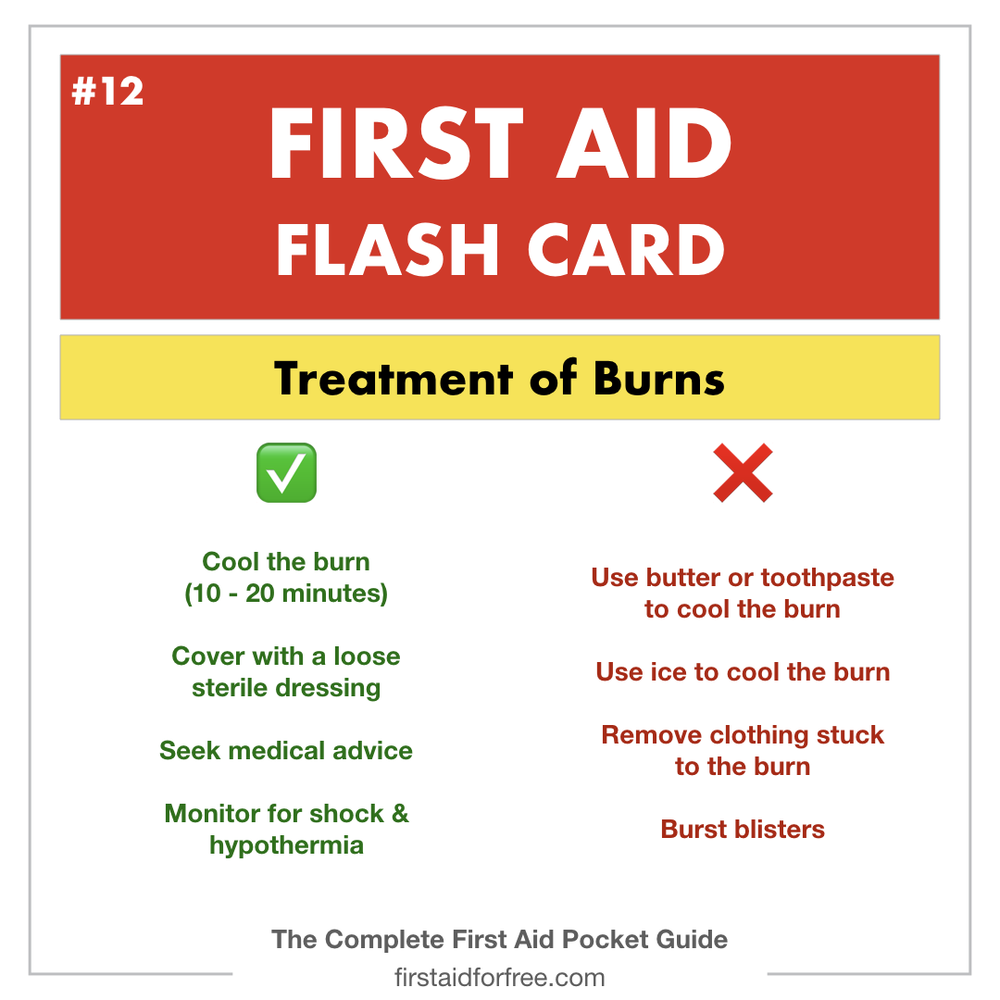 #12
FIRST AID
FLASH CARD
Treatment of Burns
Cool the burn
(10 - 20 minutes)
Cover with a loose
sterile dressing
Seek medical advice
Monitor for shock &
hypothermia
Use butter or toothpaste
to cool the burn
Use ice to cool the burn
Remove clothing stuck
to the burn
Burst blisters
The Complete First Aid Pocket Guide
firstaidforfree.com